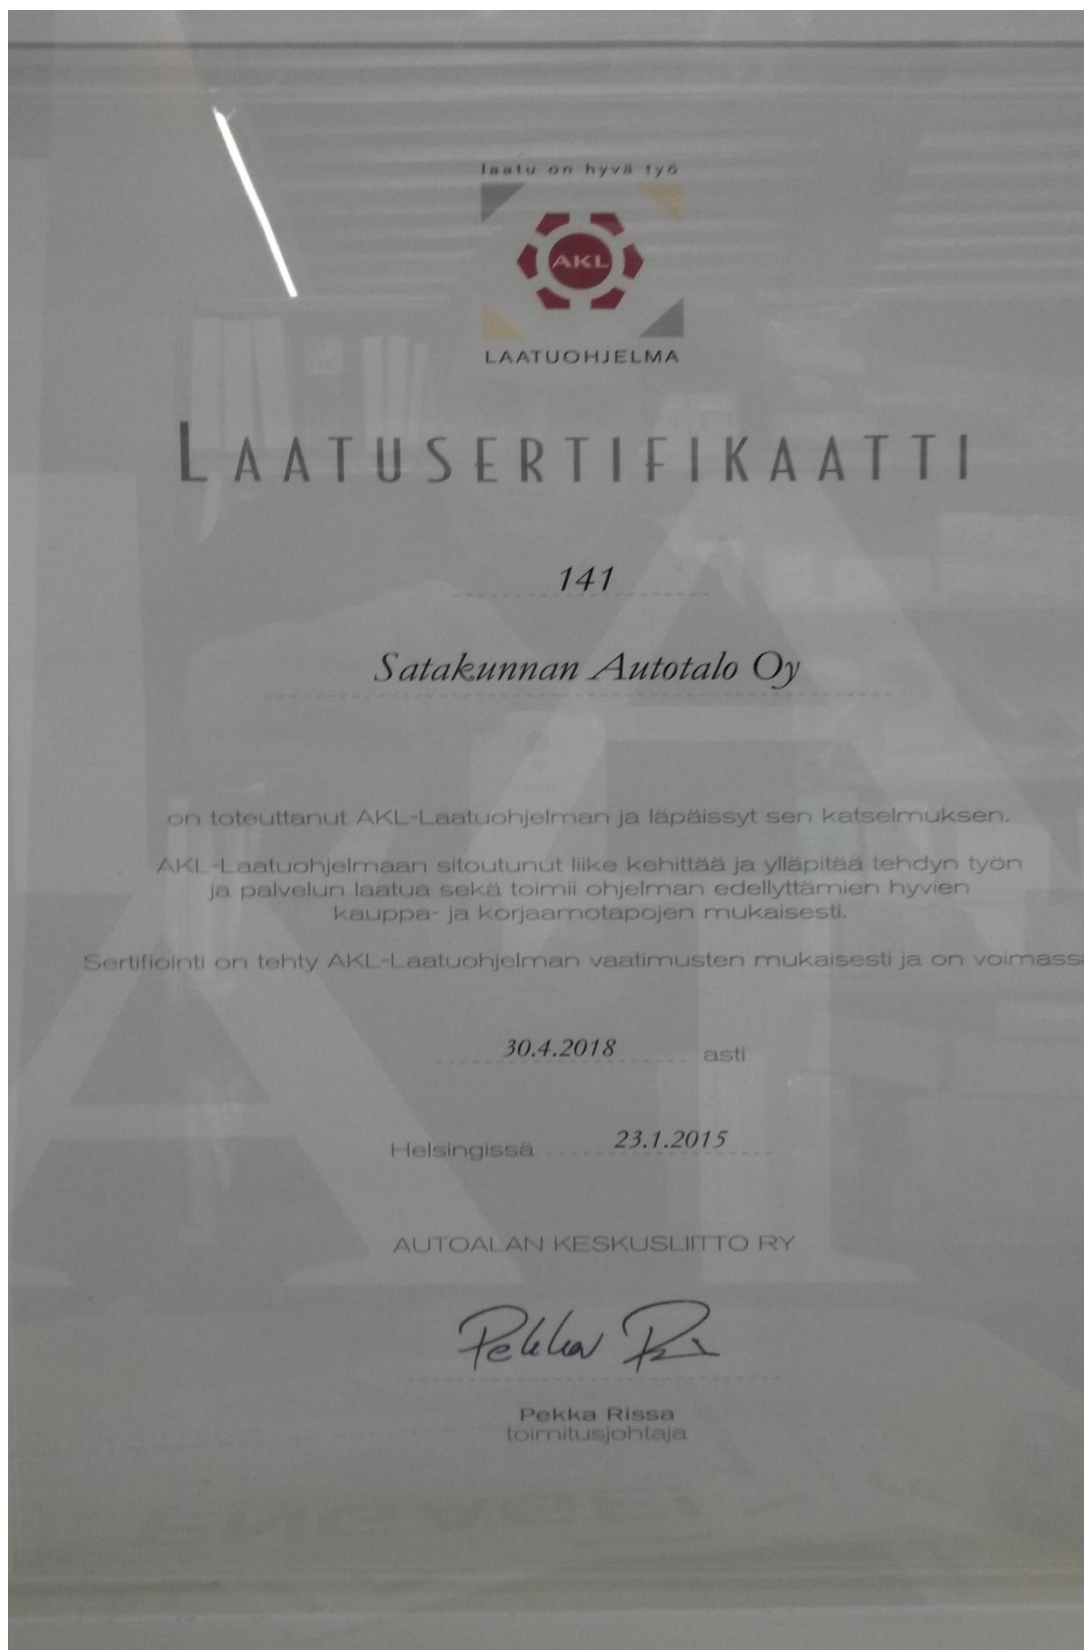 laatu on hyvä työ
AKL
LAATUOHJELMA
LAATUSERTIFIKAATTI
141
Satakunnan Autotalo Oy
on toteuttanut AKL-Laatuohjelman ja läpäissyt sen katselmuksen.
AKL-Laatuohjelmaan sitoutunut liike kehittää ja ylläpitää tehdyn työn
ja palvelun laatua sekä toimii ohjelman edellyttämien hyvien
kauppa- ja korjaamotapojen mukaisesti.
Sertifiointi on tehty AKL-Laatuohjelman vaatimusten mukaisesti ja on voimassa
30.4.2018 asti
Helsingissä 23.1.2015
AUTOALAN KESKUSLIITTO RY
Pekka
Pekka Rissa
toimitusjohtaja